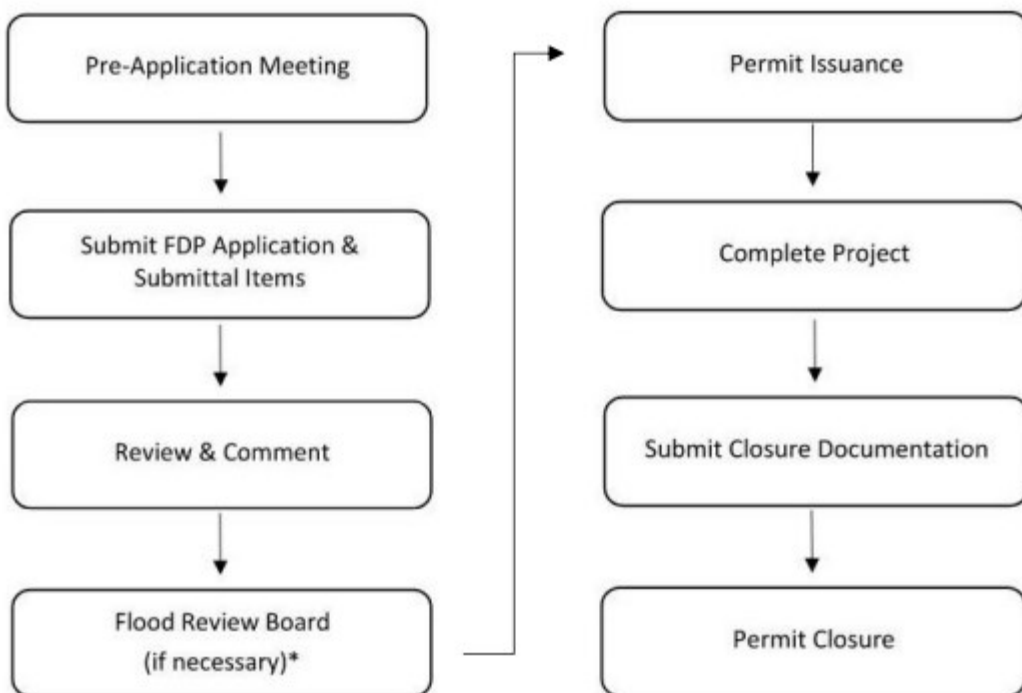 Pre-Application Meeting
Submit FDP Application &
Submittal Items
Review & Comment
Flood Review Board
(if necessary)*
Permit Issuance
Complete Project
Submit Closure Documentation
Permit Closure